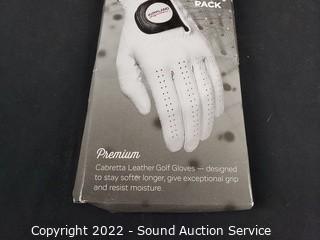 PACK
KIRKLAND
Premium
Cabretta Leather Golf Gloves — designed
to stay softer longer, give exceptional grip
and resist moisture.
Copyright 2022 - Sound Auction Service